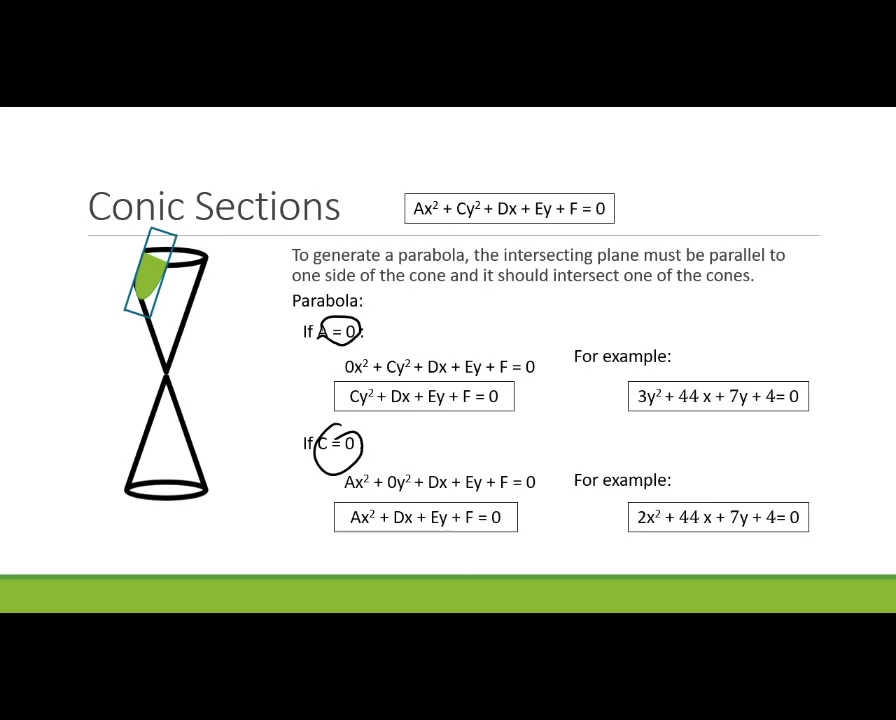 Conic Sections
Ax² + Cy² + Dx + Ey + F = 0
To generate a parabola, the intersecting plane must be parallel to
one side of the cone and it should intersect one of the cones.
Parabola:
If A = 0:
0x² + Cy² + Dx + Ey + F = 0
Cy² + Dx + Ey + F = 0
For example:
3y² + 44 x + 7y + 4= 0
If C = 0
Ax² + 0y² + Dx + Ey + F = 0
Ax² + Dx + Ey + F = 0
For example:
2x² + 44 x + 7y + 4= 0